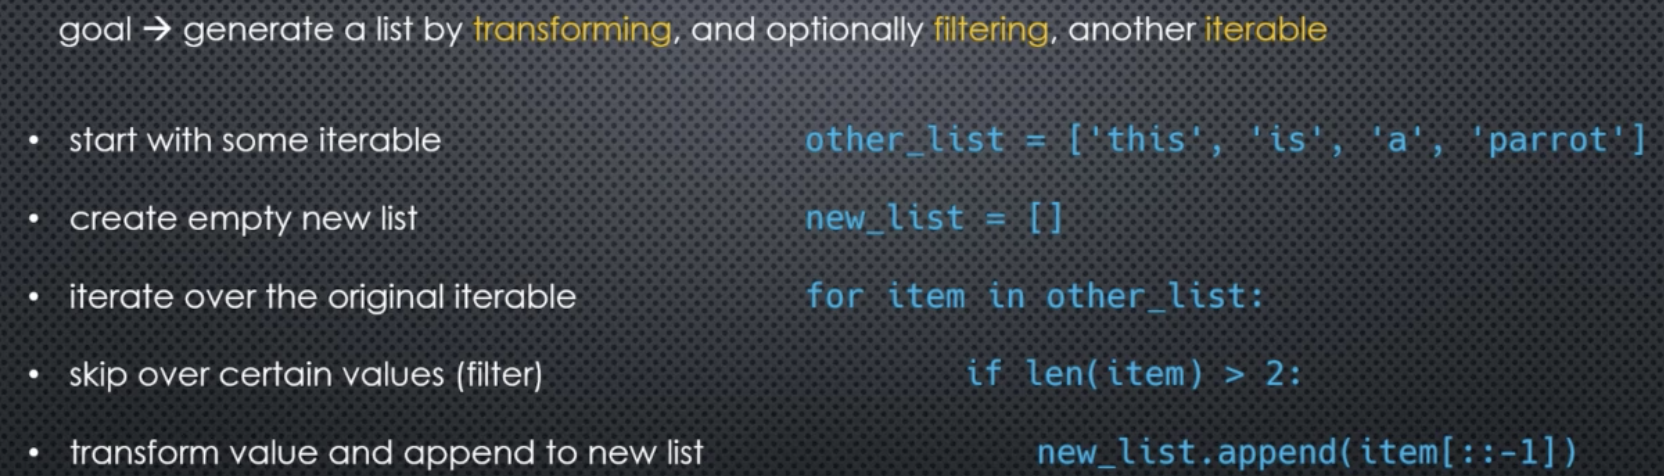 goal → generate a list by transforming, and optionally filtering, another iterable
• start with some iterable other_list = ['this', 'is', 'a', 'parrot']
• create empty new list new_list = []
• iterate over the original iterable for item in other_list:
• skip over certain values (filter) if len(item) > 2:
• transform value and append to new list new_list.append(item[::-1])